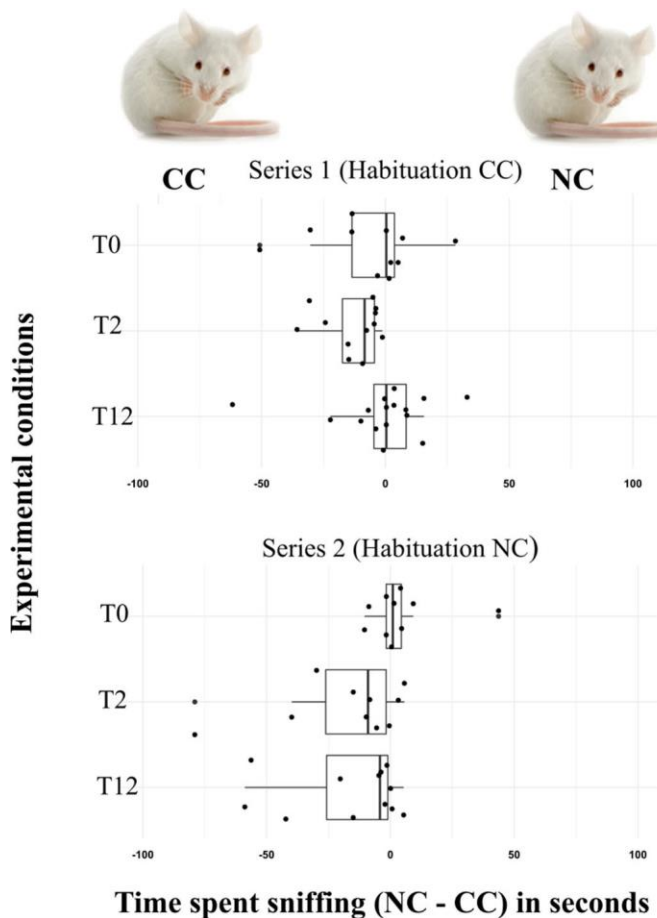 CC
NC
Series 1 (Habituation CC)
T0
T2
T12
-100 -50 0 50 100
Series 2 (Habituation NC)
T0
T2
T12
-100 -50 0 50 100
Experimental conditions
Time spent sniffing (NC - CC) in seconds